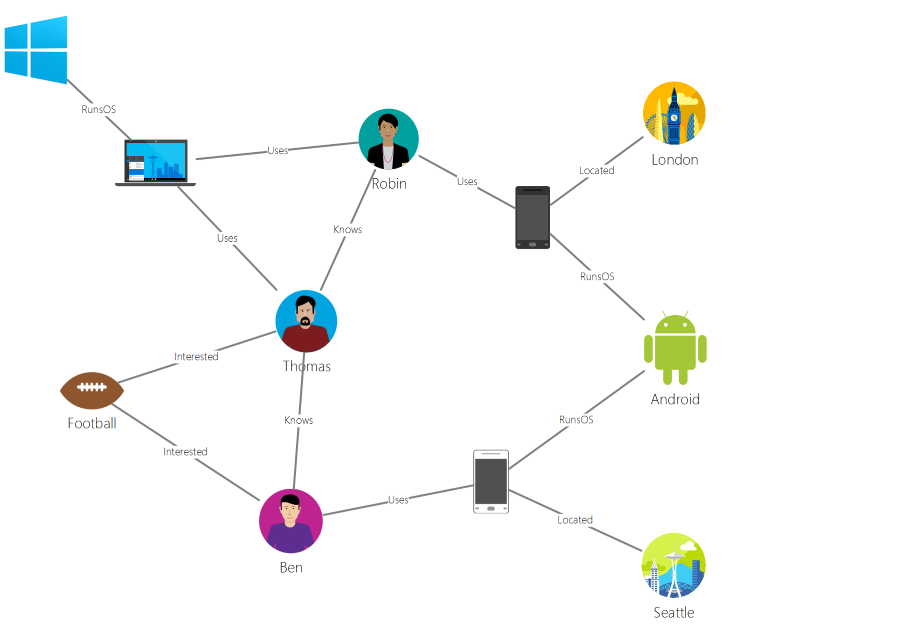 RunsOS
London
Uses
Located
Robin
Uses
Knows
Uses
RunsOS
Interested
Thomas
Android
Football
Knows
RunsOS
Interested
Uses
Located
Ben
Seattle